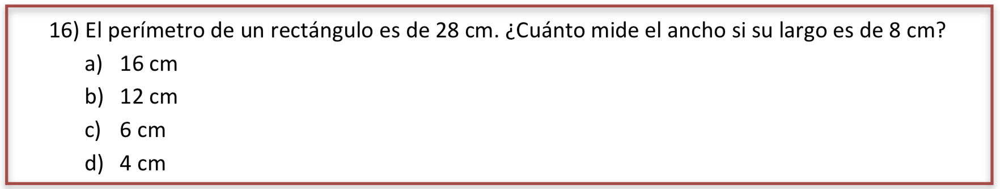 16) El perímetro de un rectángulo es de 28 cm. ¿Cuánto mide el ancho si su largo es de 8 cm?
a) 16 cm
b) 12 cm
c) 6 cm
d) 4 cm